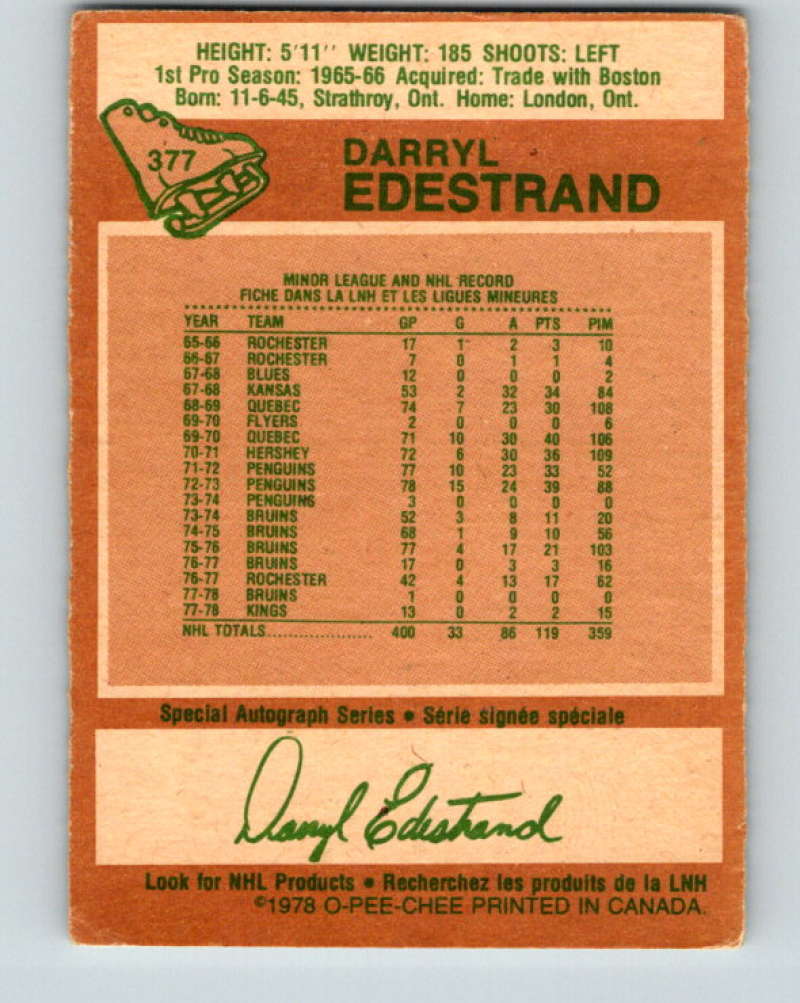 HEIGHT: 5'11'' WEIGHT: 185 SHOOTS: LEFT
1st Pro Season: 1965-66 Acquired: Trade with Boston
Born: 11-6-45, Strathroy, Ont. Home: London, Ont.
377
DARRYL
EDESTRAND
MINOR LEAGUE AND NHL RECORD
FICHE DANS LA LNH ET LES LIGUES MINEURES
YEAR TEAM GP G A PTS PIM
65-66 ROCHESTER 17 1 2 3 10
66-67 ROCHESTER 7 0 1 1 4
67-68 BLUES 12 0 0 0 2
67-68 KANSAS 53 2 32 34 84
68-69 QUEBEC 74 7 23 30 108
69-70 FLYERS 2 0 0 0 6
69-70 QUEBEC 71 10 30 40 106
70-71 HERSHEY 72 6 30 36 109
71-72 PENGUINS 77 10 23 33 52
72-73 PENGUINS 78 15 24 39 88
73-74 PENGUINS 3 0 0 0 0
73-74 BRUINS 52 3 8 11 20
74-75 BRUINS 68 1 9 10 56
75-76 BRUINS 77 4 17 21 103
76-77 BRUINS 17 0 3 3 16
76-77 ROCHESTER 42 4 13 17 62
77-78 BRUINS 1 0 0 0 0
77-78 KINGS 13 0 2 2 15
NHL TOTALS.................... 400 33 86 119 359
Special Autograph Series • Série signée spéciale
Darryl Edestrand
Look for NHL Products • Recherchez les produits de la LNH
©1978 O-PEE-CHEE PRINTED IN CANADA.